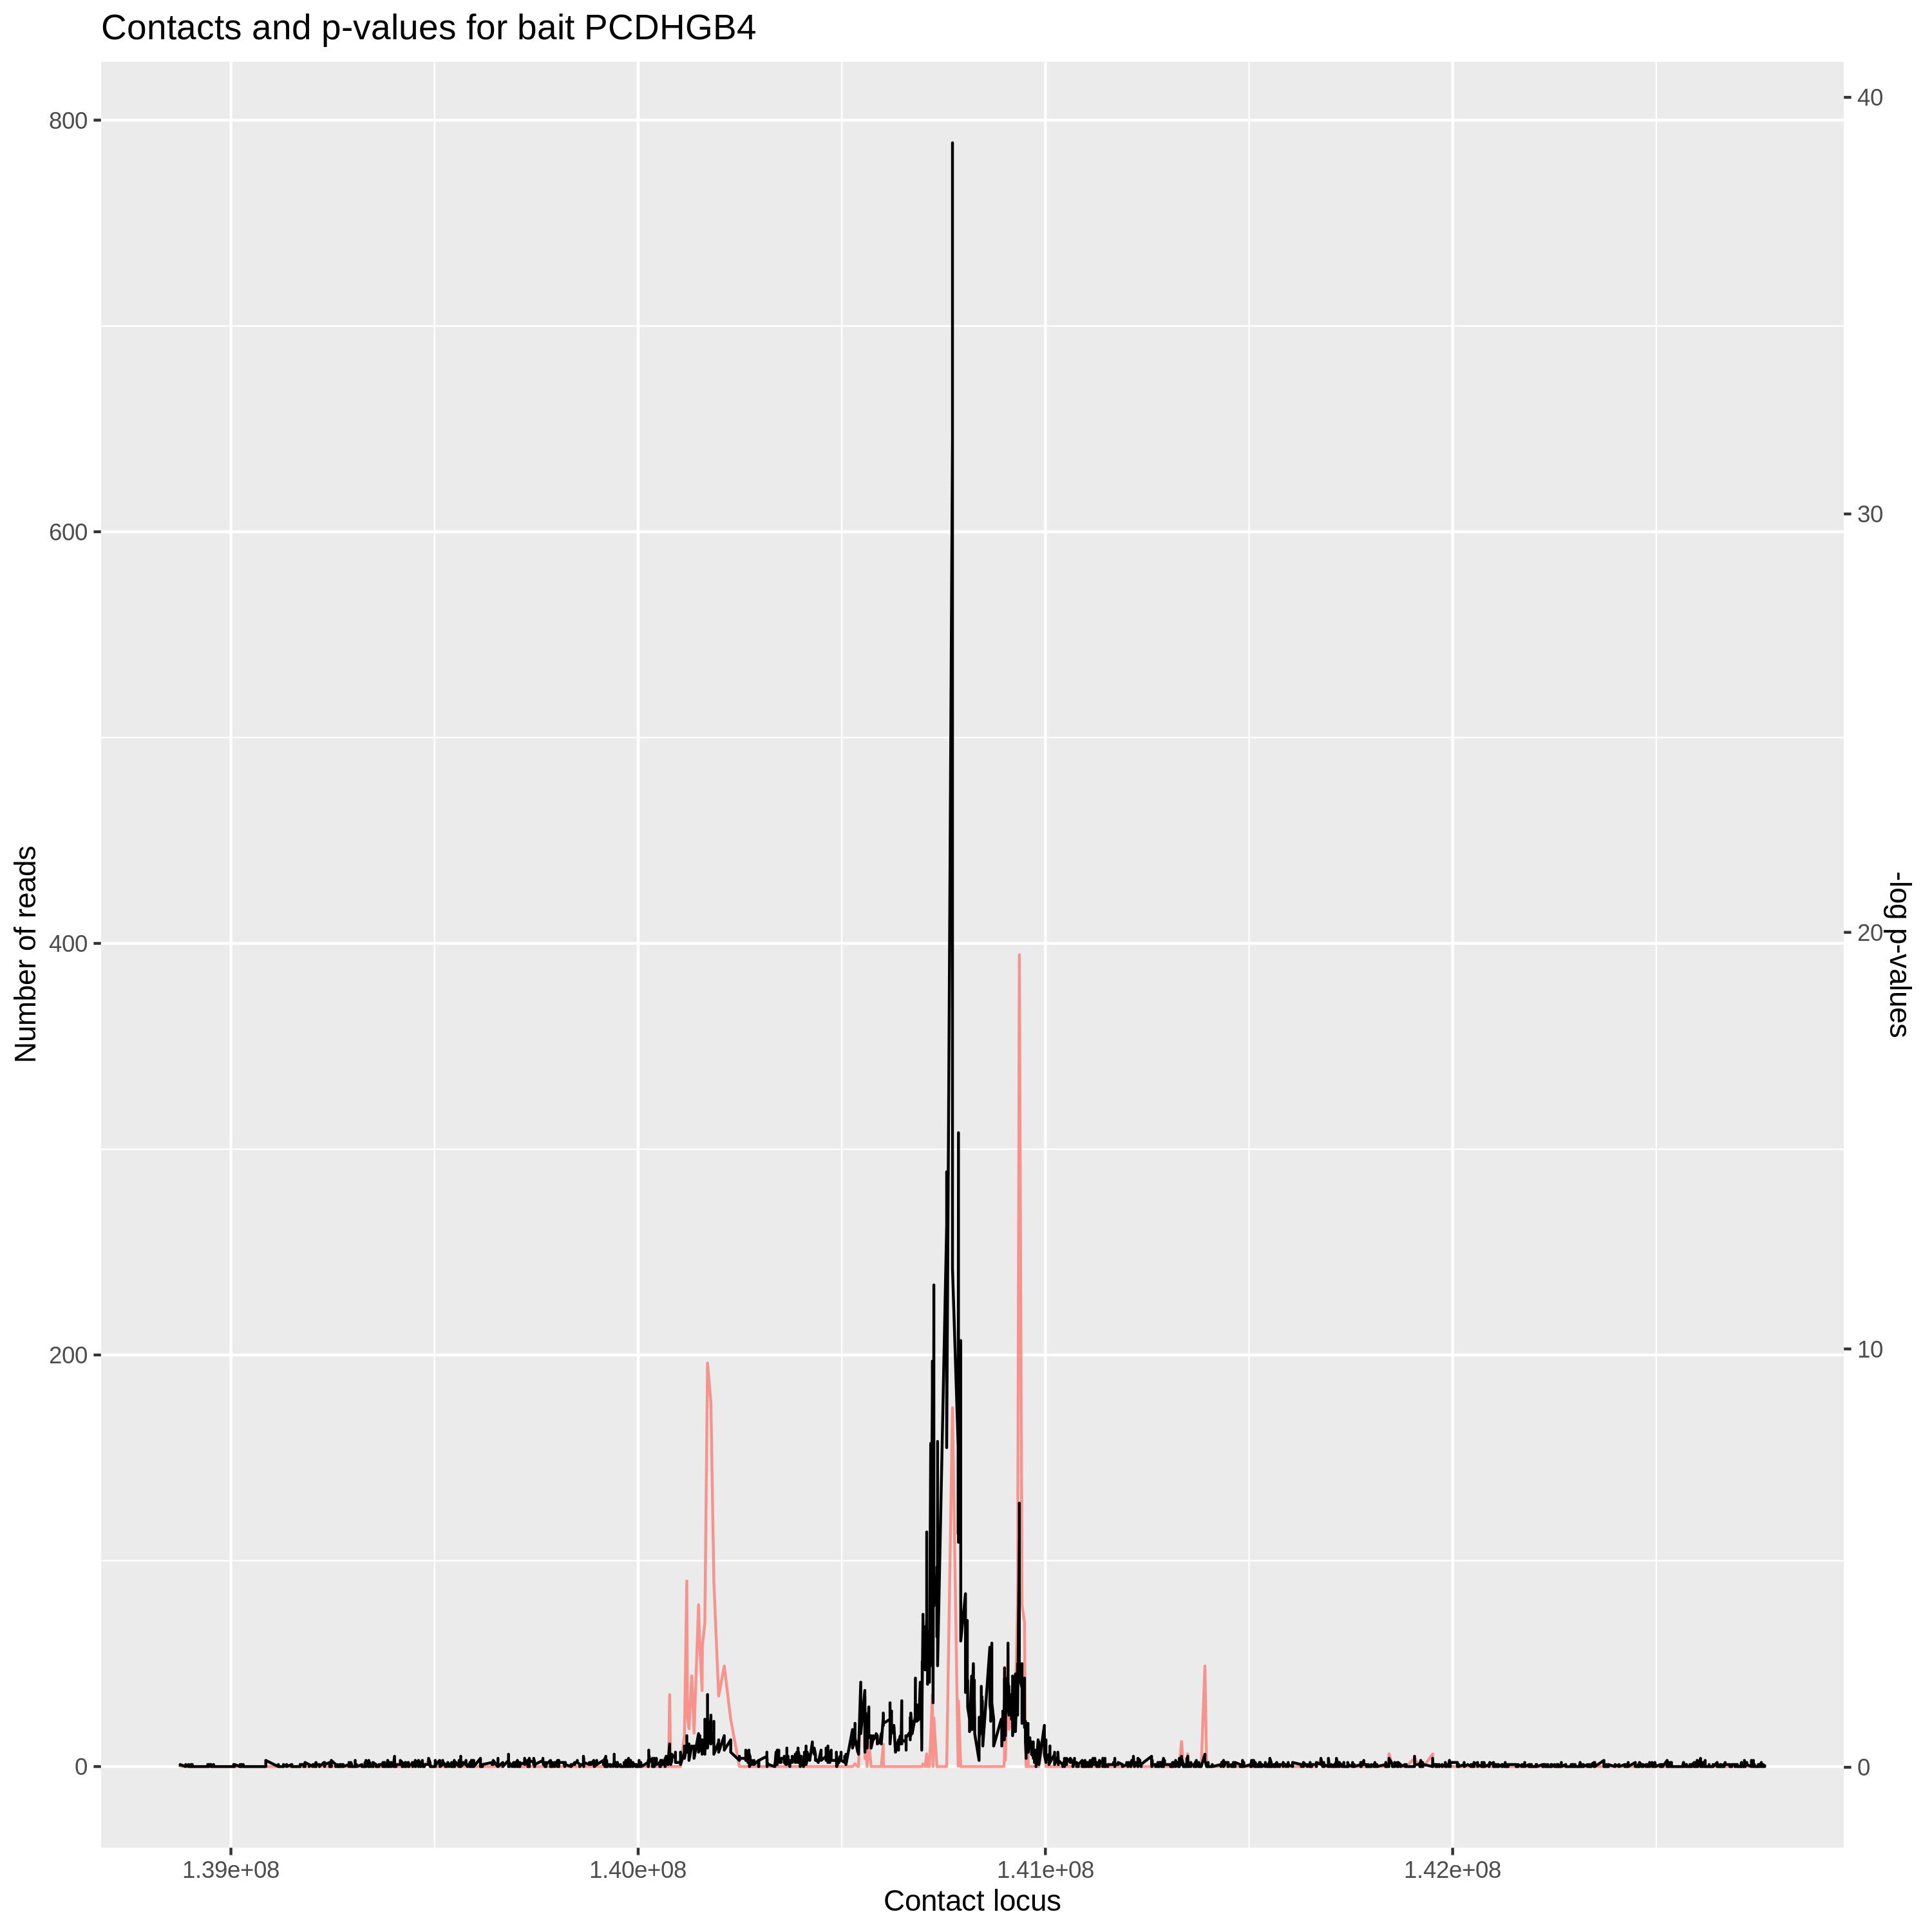 Contacts and p-values for bait PCDHGB4
800
600
400
200
0
Number of reads
40
30
20
10
0
-log p-values
1.39e+08
1.40e+08
1.41e+08
1.42e+08
Contact locus